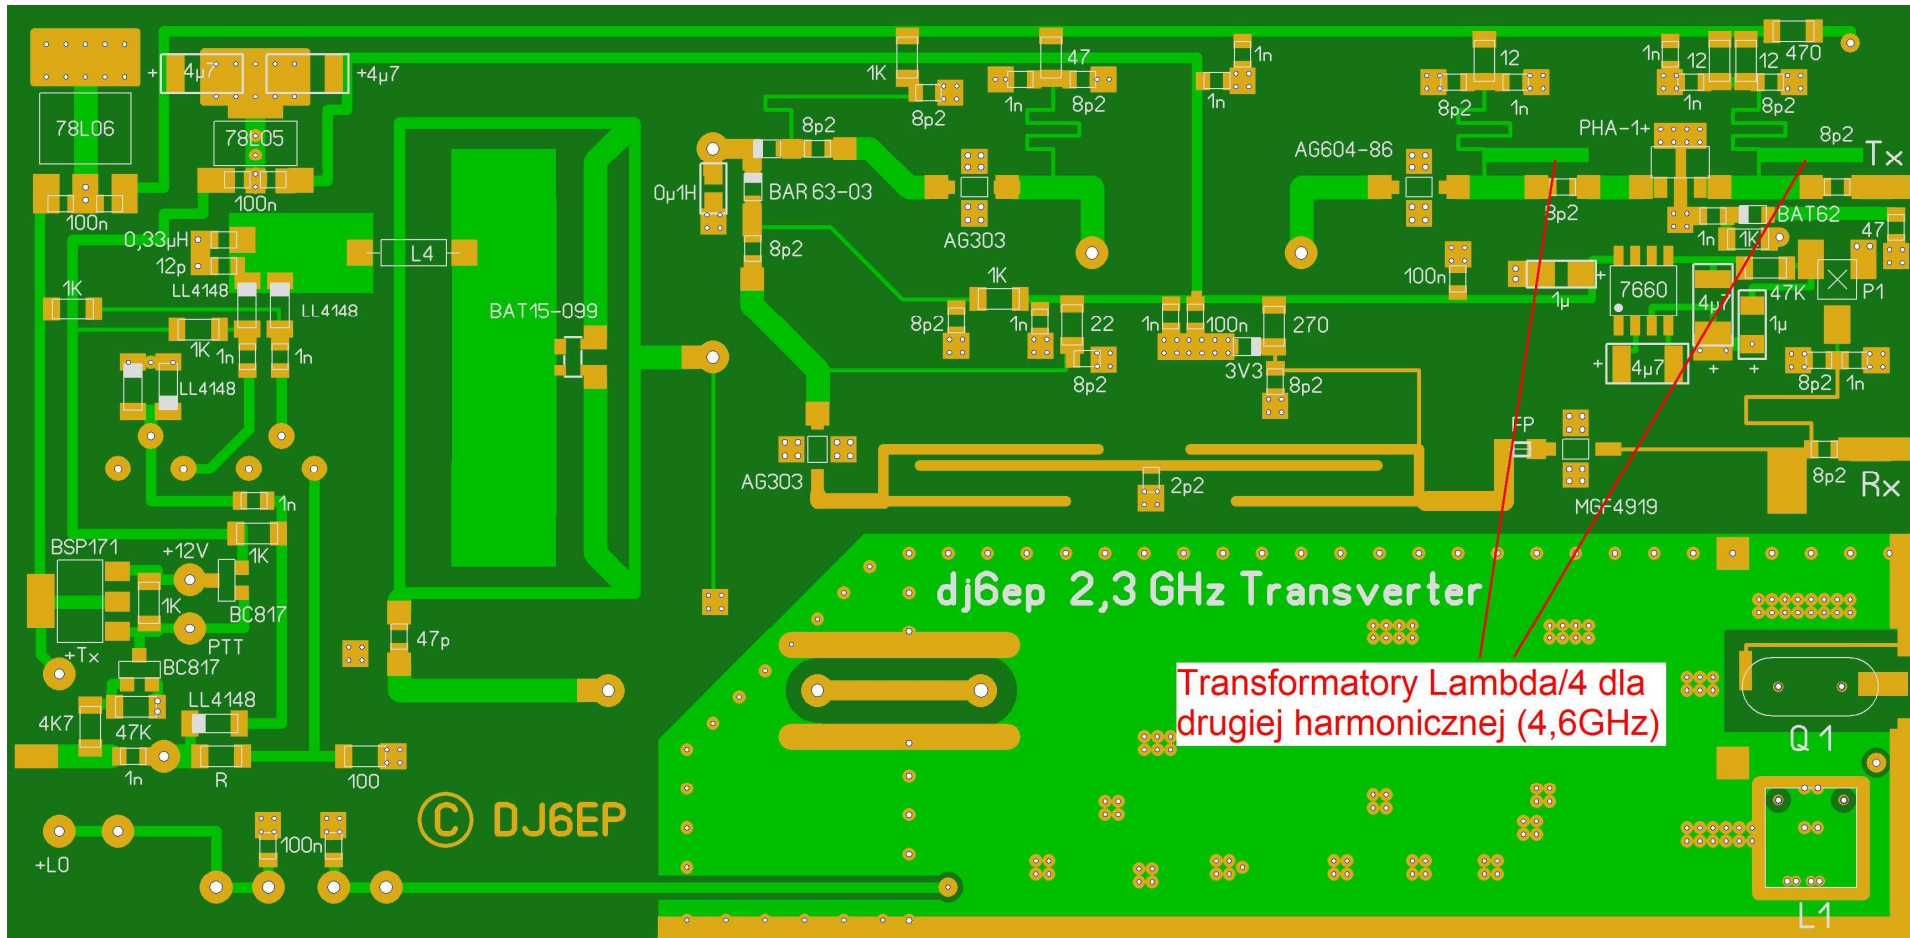 47
1n
1n
12
12
470
+
4µ7
+4µ7
1K
1n
8p2
1n
8p2
1n
1n
8p2
78L06
78L05
8p2
8p2
PHA-1+
8p2
Tx
AG604-86
0µ1H
BAR 63-03
100n
100n
8p2
BAT62
0,33µH
AG303
1n
1K
47
12p
L4
8p2
100n
1K
LL4148
LL4148
1K
1µ
+
7660
4µ7
47K
P1
BAT15-099
8p2
1n
22
1n
100n
270
1µ
1K
1n
1n
3V3
+
4µ7
+
+
LL4148
8p2
8p2
8p2
1n
FP
AG303
2p2
8p2
Rx
1n
MGF4919
BSP171
+12V
1K
1K
BC817
dj6ep 2,3 GHz Transverter
PTT
47p
+Tx
BC817
Transformatory Lambda/4 dla
drugiej harmonicznej (4,6GHz)
LL4148
4K7
47K
Q1
1n
R
100
© DJ6EP
100n
+LO
L1